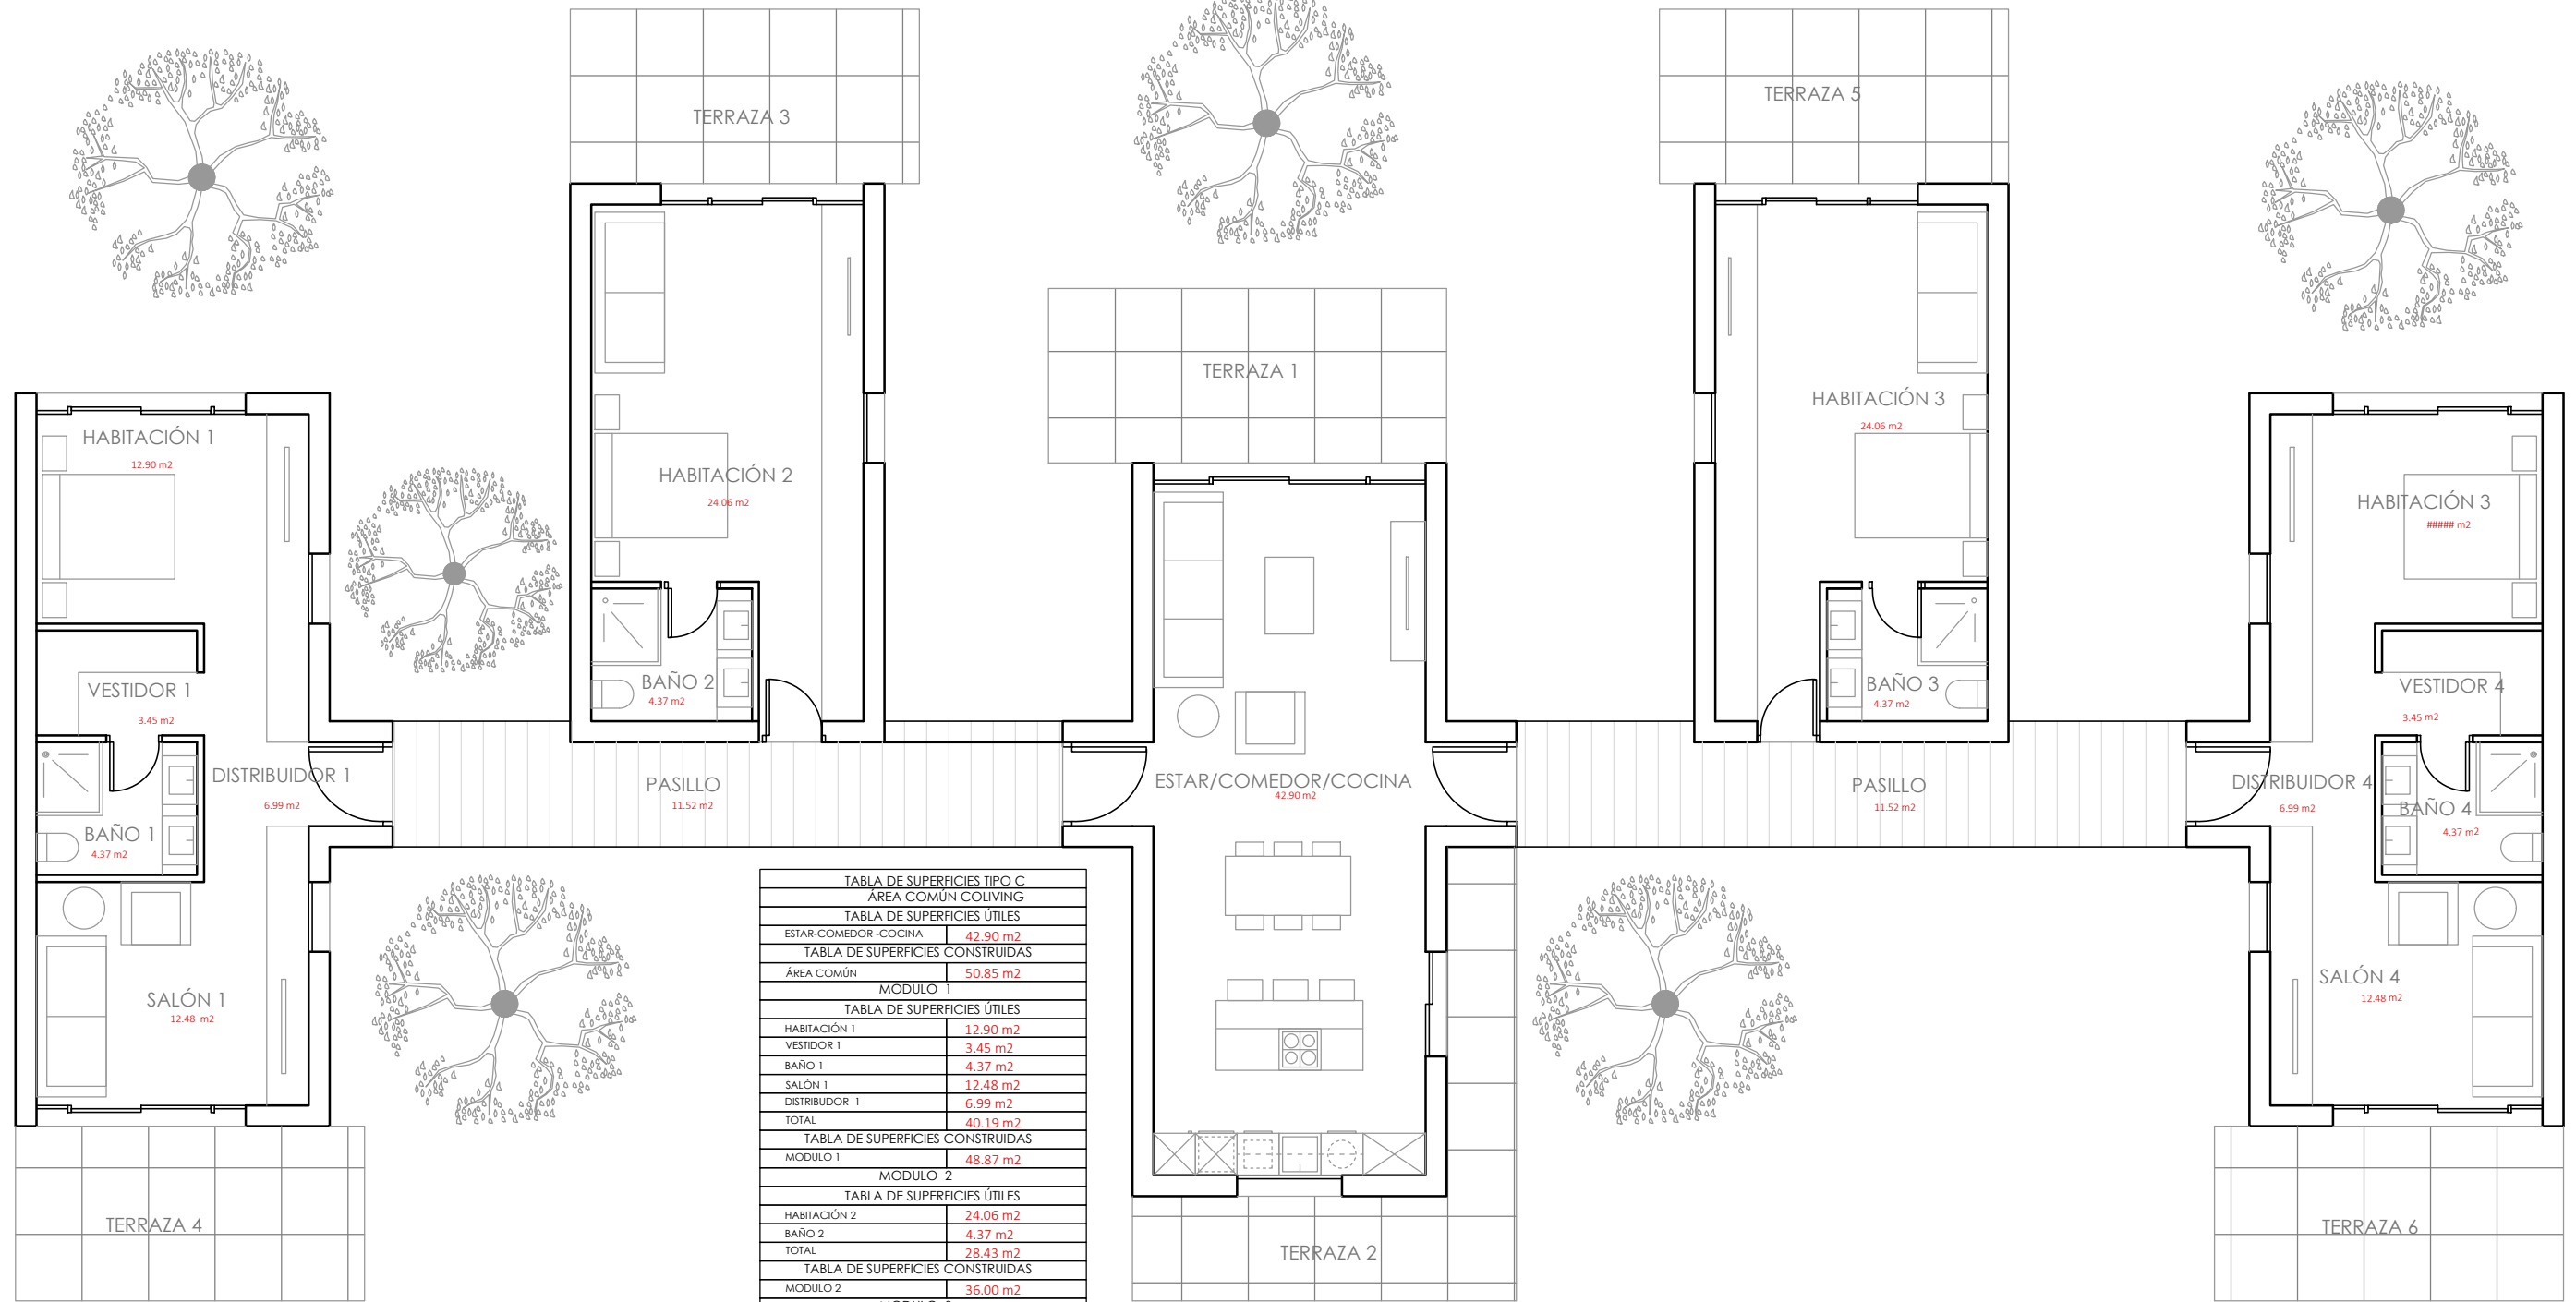 TERRAZA 3
TERRAZA 5
TERRAZA 1
HABITACIÓN 1
12.90 m2
HABITACIÓN 2
24.06 m2
HABITACIÓN 3
24.06 m2
HABITACIÓN 3
##### m2
VESTIDOR 1
3.45 m2
BAÑO 2
4.37 m2
BAÑO 3
4.37 m2
VESTIDOR 4
3.45 m2
DISTRIBUIDOR 1
6.99 m2
PASILLO
11.52 m2
ESTAR/COMEDOR/COCINA
42.90 m2
PASILLO
11.52 m2
DISTRIBUIDOR 4
6.99 m2
BAÑO 1
4.37 m2
BAÑO 4
4.37 m2
SALÓN 1
12.48 m2
SALÓN 4
12.48 m2
TABLA DE SUPERFICIES TIPO C
ÁREA COMÚN COLIVING
TABLA DE SUPERFICIES ÚTILES
ESTAR-COMEDOR -COCINA 42.90 m2
TABLA DE SUPERFICIES CONSTRUIDAS
ÁREA COMÚN 50.85 m2
MODULO 1
TABLA DE SUPERFICIES ÚTILES
HABITACIÓN 1 12.90 m2
VESTIDOR 1 3.45 m2
BAÑO 1 4.37 m2
SALÓN 1 12.48 m2
DISTRIBUDOR 1 6.99 m2
TOTAL 40.19 m2
TABLA DE SUPERFICIES CONSTRUIDAS
MODULO 1 48.87 m2
MODULO 2
TABLA DE SUPERFICIES ÚTILES
HABITACIÓN 2 24.06 m2
BAÑO 2 4.37 m2
TOTAL 28.43 m2
TABLA DE SUPERFICIES CONSTRUIDAS
MODULO 2 36.00 m2
TERRAZA 4
TERRAZA 2
TERRAZA 6